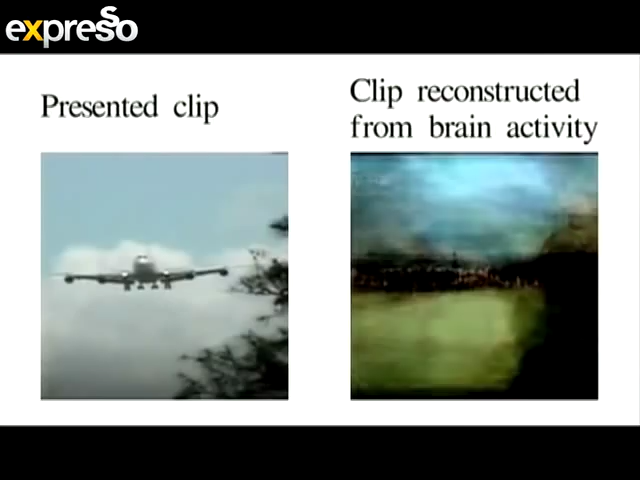 expresso
Presented clip
Clip reconstructed
from brain activity